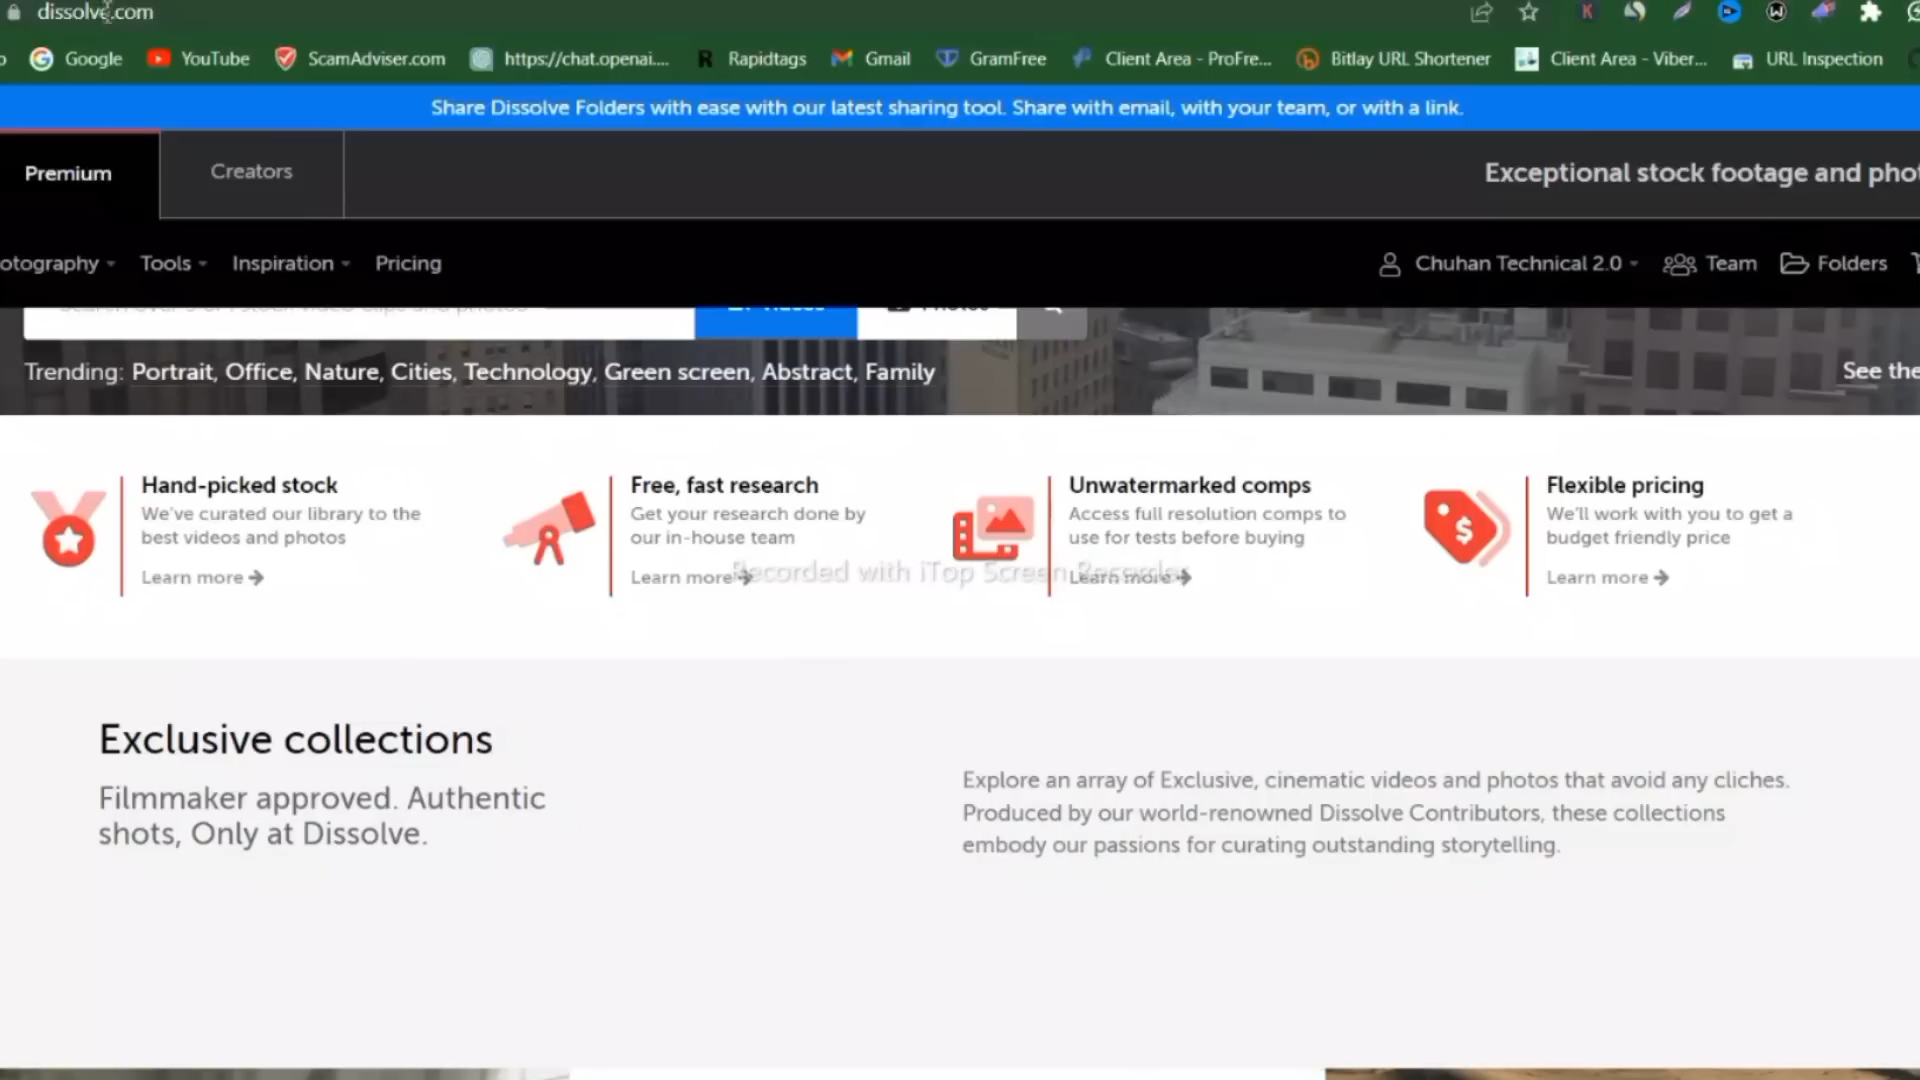 dissolve.com
Google YouTube ScamAdviser.com https://chat.openai.... Rapidtags Gmail GramFree Client Area - ProFre... Bitlay URL Shortener Client Area - Viber... URL Inspection
Share Dissolve Folders with ease with our latest sharing tool. Share with email, with your team, or with a link.
Premium Creators Exceptional stock footage and phot
otography Tools Inspiration Pricing Chuhan Technical 2.0 Team Folders
Trending: Portrait, Office, Nature, Cities, Technology, Green screen, Abstract, Family See the
Hand-picked stock
We've curated our library to the
best videos and photos
Learn more
Free, fast research
Get your research done by
our in-house team
Learn more
Unwatermarked comps
Access full resolution comps to
use for tests before buying
Learn more
Flexible pricing
We'll work with you to get a
budget friendly price
Learn more
Recorded with iTop Screen Recorder
Exclusive collections
Filmmaker approved. Authentic
shots, Only at Dissolve.
Explore an array of Exclusive, cinematic videos and photos that avoid any cliches.
Produced by our world-renowned Dissolve Contributors, these collections
embody our passions for curating outstanding storytelling.